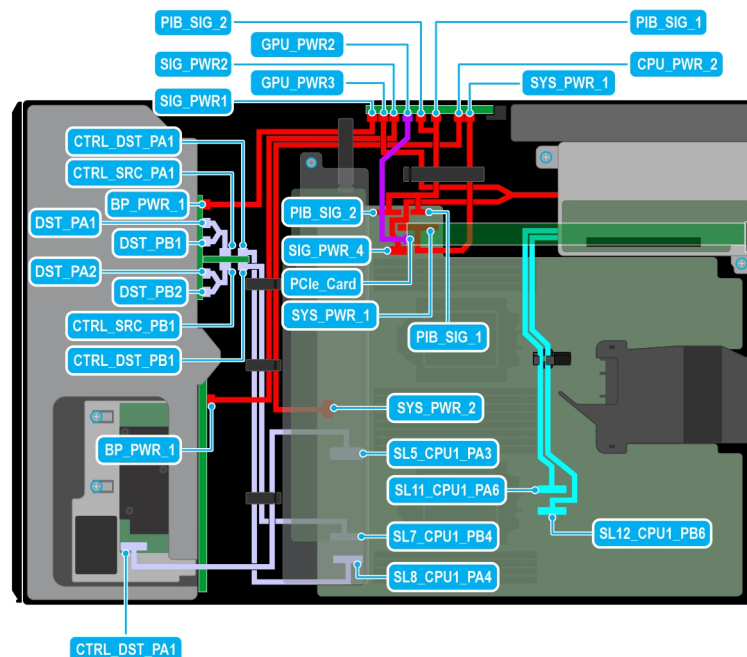 PIB_SIG_2
PIB_SIG_1
GPU_PWR2
SIG_PWR2
CPU_PWR_2
GPU_PWR3
SYS_PWR_1
SIG_PWR1
CTRL_DST_PA1
CTRL_SRC_PA1
BP_PWR_1
PIB_SIG_2
DST_PA1
DST_PB1
SIG_PWR_4
DST_PA2
PCIe_Card
DST_PB2
SYS_PWR_1
CTRL_SRC_PB1
PIB_SIG_1
CTRL_DST_PB1
SYS_PWR_2
BP_PWR_1
SL5_CPU1_PA3
SL11_CPU1_PA6
SL7_CPU1_PB4
SL12_CPU1_PB6
SL8_CPU1_PA4
CTRL_DST_PA1